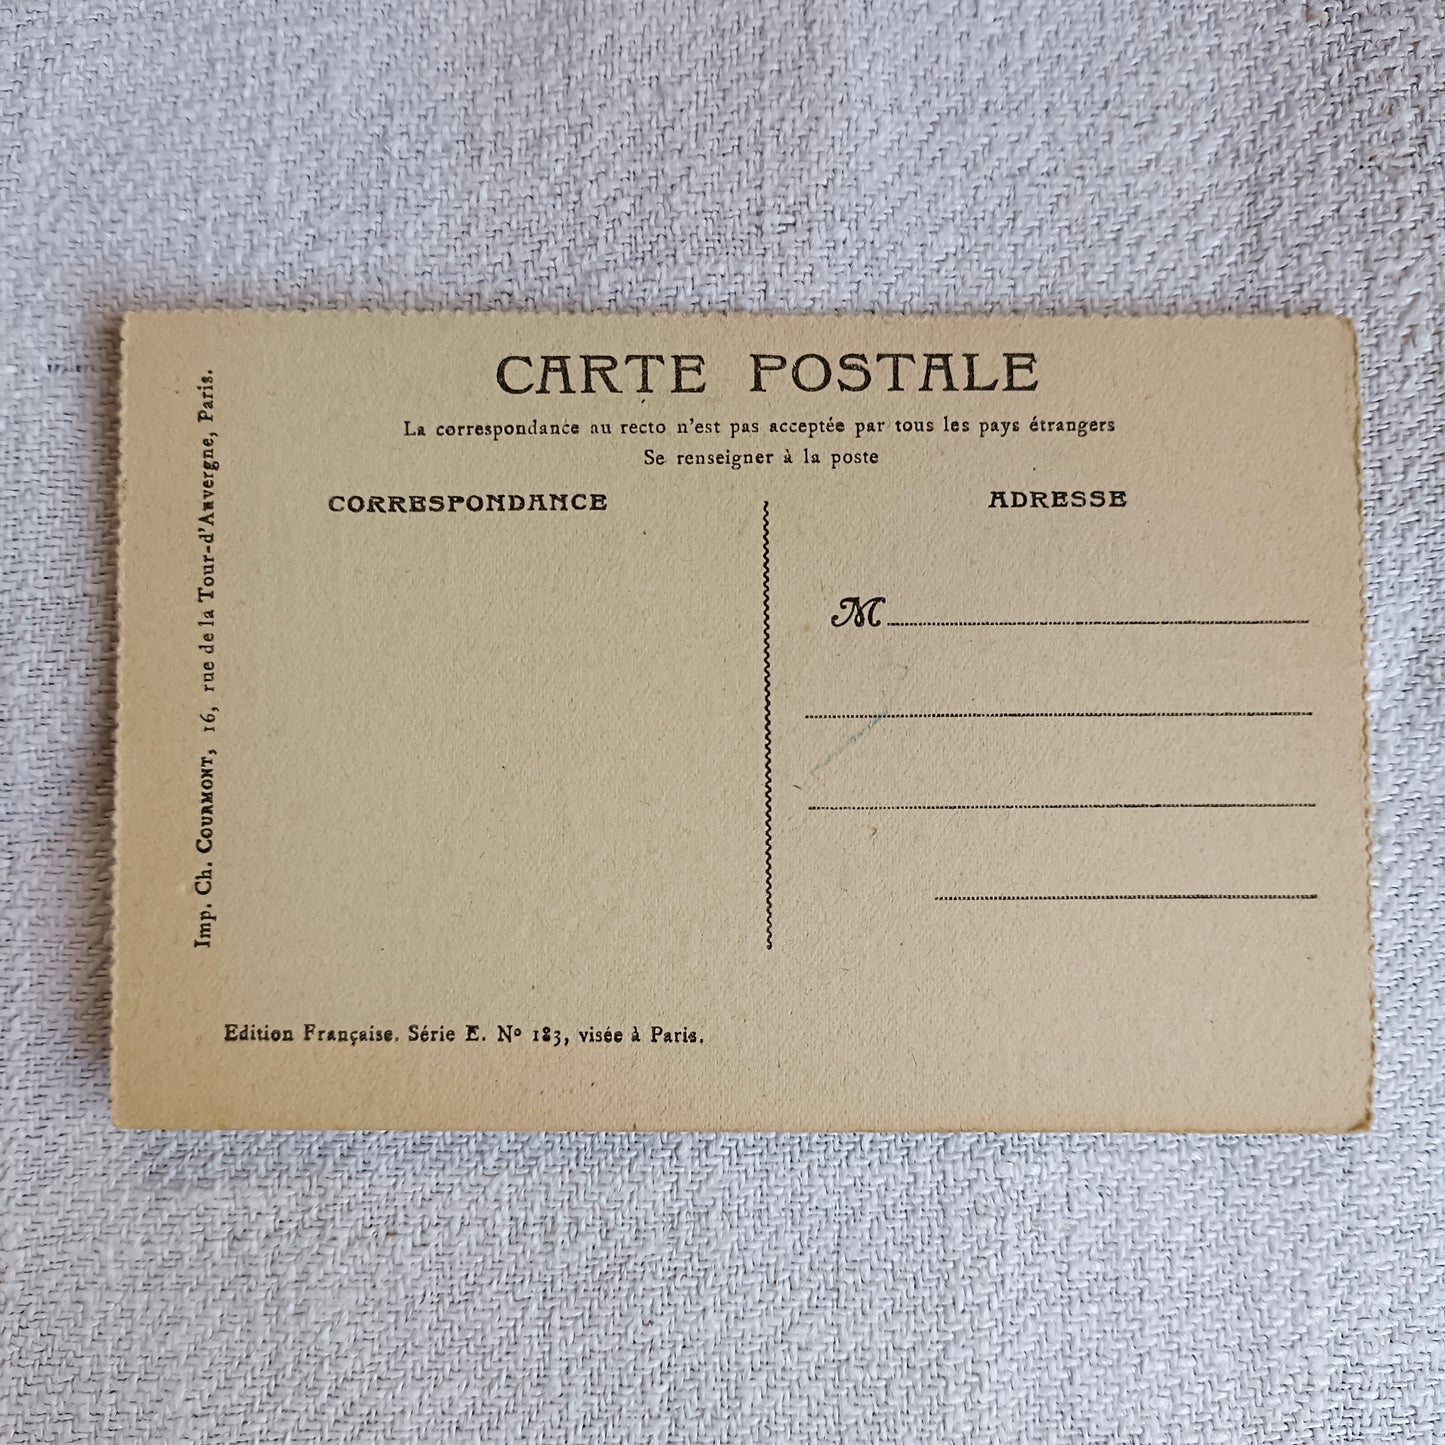 CARTE POSTALE
La correspondance au recto n'est pas acceptée par tous les pays étrangers
Se renseigner à la poste
CORRESPONDANCE
ADRESSE
M
Imp. Ch. COURMONT, 16, rue de la Tour-d'Auvergne, Paris.
Edition Française. Série E. Nº 183, visée à Paris.